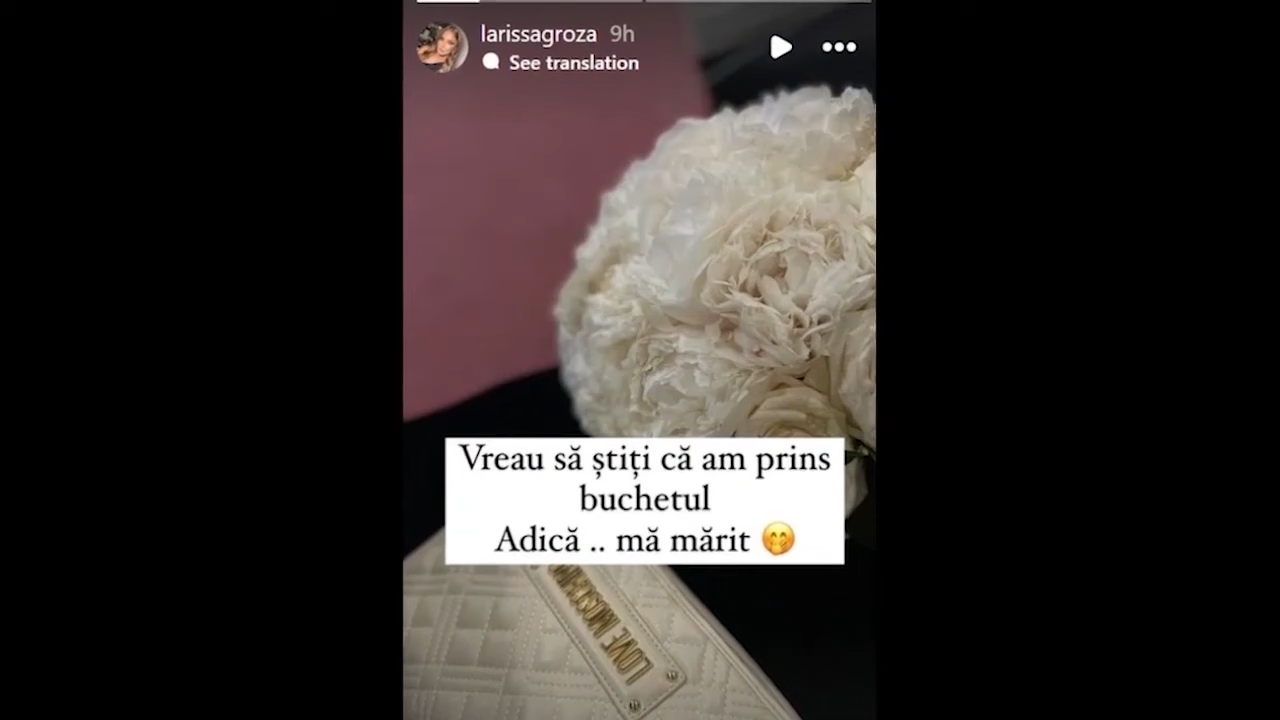 larissagroza 9h
See translation
Vreau să știți că am prins
buchetul
Adică .. mă mărit 🤭
LOVE MOSCHINO